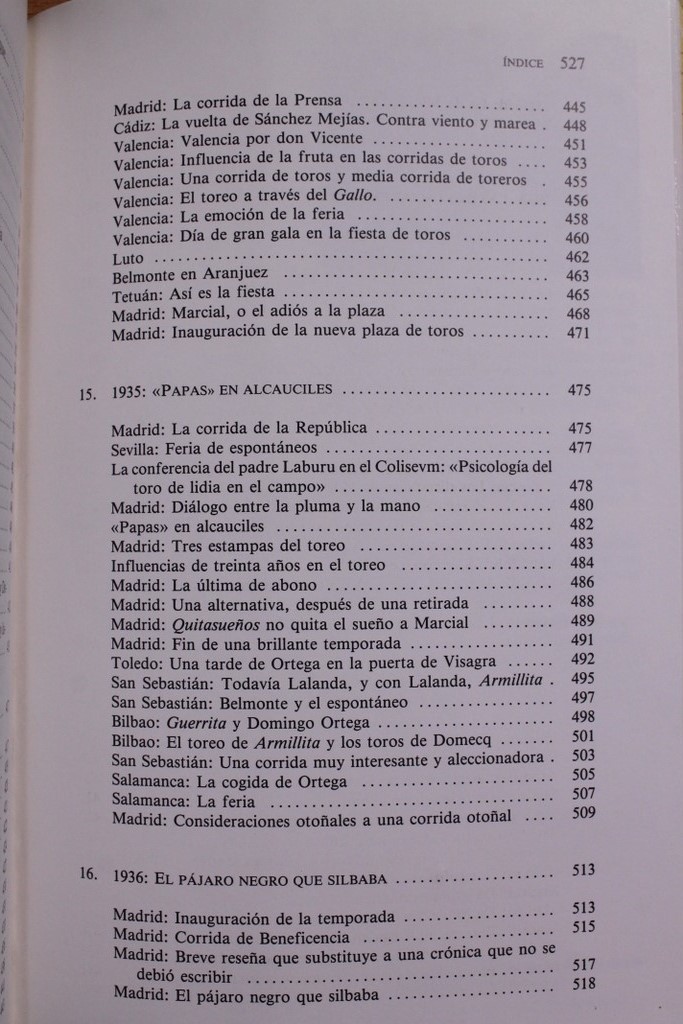 ÍNDICE 527
Madrid: La corrida de la Prensa ........................ 445
Cádiz: La vuelta de Sánchez Mejías. Contra viento y marea . 448
Valencia: Valencia por don Vicente ...................... 451
Valencia: Influencia de la fruta en las corridas de toros .... 453
Valencia: Una corrida de toros y media corrida de toreros . 455
Valencia: El toreo a través del Gallo. .................... 456
Valencia: La emoción de la feria ........................ 458
Valencia: Día de gran gala en la fiesta de toros ............ 460
Luto .................................................. 462
Belmonte en Aranjuez ................................. 463
Tetuán: Así es la fiesta ................................. 465
Madrid: Marcial, o el adiós a la plaza ................... 468
Madrid: Inauguración de la nueva plaza de toros .......... 471
15. 1935: «PAPAS» EN ALCAUCILES .......................... 475
Madrid: La corrida de la República ....................... 475
Sevilla: Feria de espontáneos ............................ 477
La conferencia del padre Laburu en el Colisevm: «Psicología del
toro de lidia en el campo» ............................ 478
Madrid: Diálogo entre la pluma y la mano ............... 480
«Papas» en alcauciles ................................... 482
Madrid: Tres estampas del toreo ........................ 483
Influencias de treinta años en el toreo ................... 484
Madrid: La última de abono ............................. 486
Madrid: Una alternativa, después de una retirada ......... 488
Madrid: Quitasueños no quita el sueño a Marcial ......... 489
Madrid: Fin de una brillante temporada .................. 491
Toledo: Una tarde de Ortega en la puerta de Visagra ...... 492
San Sebastián: Todavía Lalanda, y con Lalanda, Armillita . 495
San Sebastián: Belmonte y el espontáneo ................. 497
Bilbao: Guerrita y Domingo Ortega ...................... 498
Bilbao: El toreo de Armillita y los toros de Domecq ....... 501
San Sebastián: Una corrida muy interesante y aleccionadora . 503
Salamanca: La cogida de Ortega ........................ 505
Salamanca: La feria .................................... 507
Madrid: Consideraciones otoñales a una corrida otoñal .... 509
16. 1936: EL PÁJARO NEGRO QUE SILBABA .................... 513
Madrid: Inauguración de la temporada ................... 513
Madrid: Corrida de Beneficencia ........................ 515
Madrid: Breve reseña que substituye a una crónica que no se
debió escribir ....................................... 517
Madrid: El pájaro negro que silbaba ..................... 518